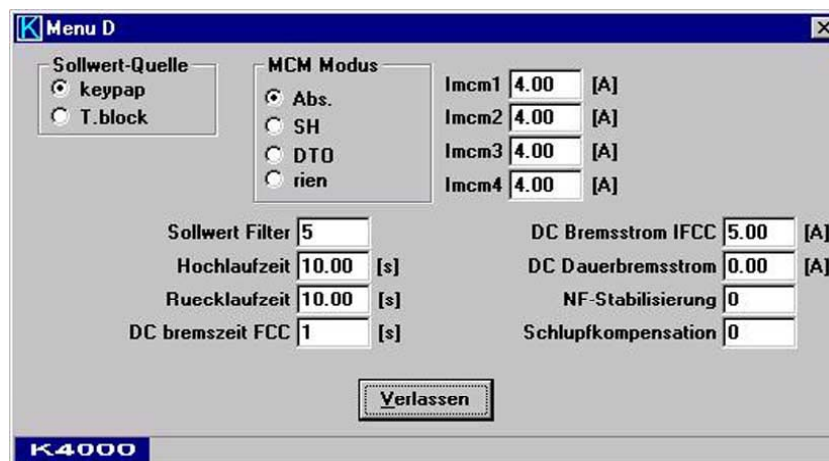 Menu D
Sollwert-Quelle
keypap
T.block
MCM Modus
Abs.
SH
DTO
rien
Imcm1 4.00 [A]
Imcm2 4.00 [A]
Imcm3 4.00 [A]
Imcm4 4.00 [A]
Sollwert Filter 5
Hochlaufzeit 10.00 [s]
Ruecklaufzeit 10.00 [s]
DC bremszeit FCC 1 [s]
DC Bremsstrom IFCC 5.00 [A]
DC Dauerbremsstrom 0.00 [A]
NF-Stabilisierung 0
Schlupfkompensation 0
Verlassen
K4000